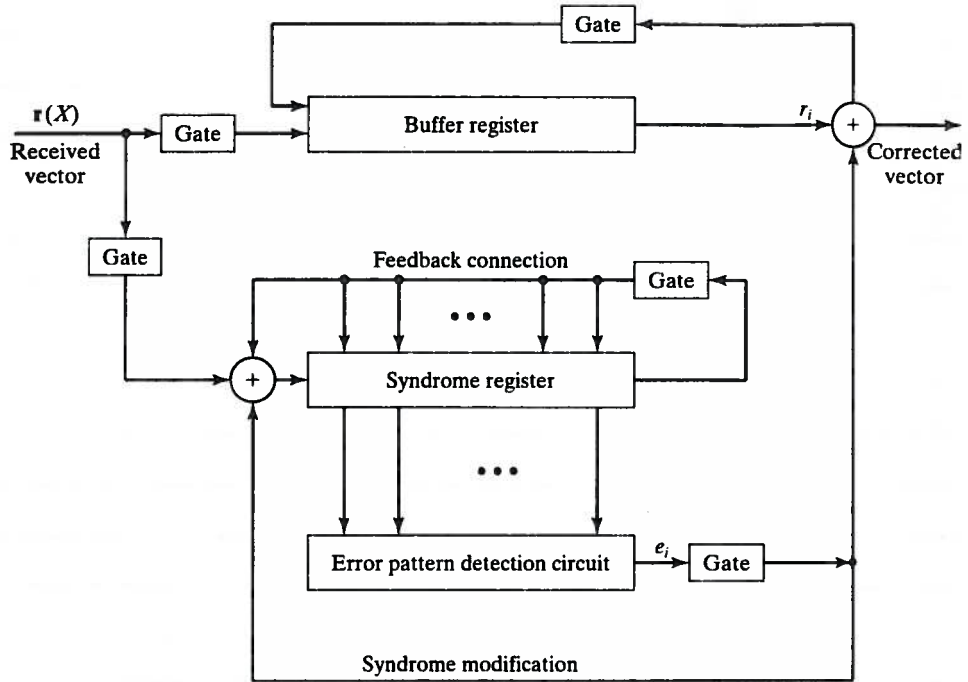 Gate
r(X)
Gate
Buffer register
r_i
+
Received
vector
Corrected
vector
Gate
Feedback connection
Gate
+
Syndrome register
Error pattern detection circuit
e_i
Gate
Syndrome modification